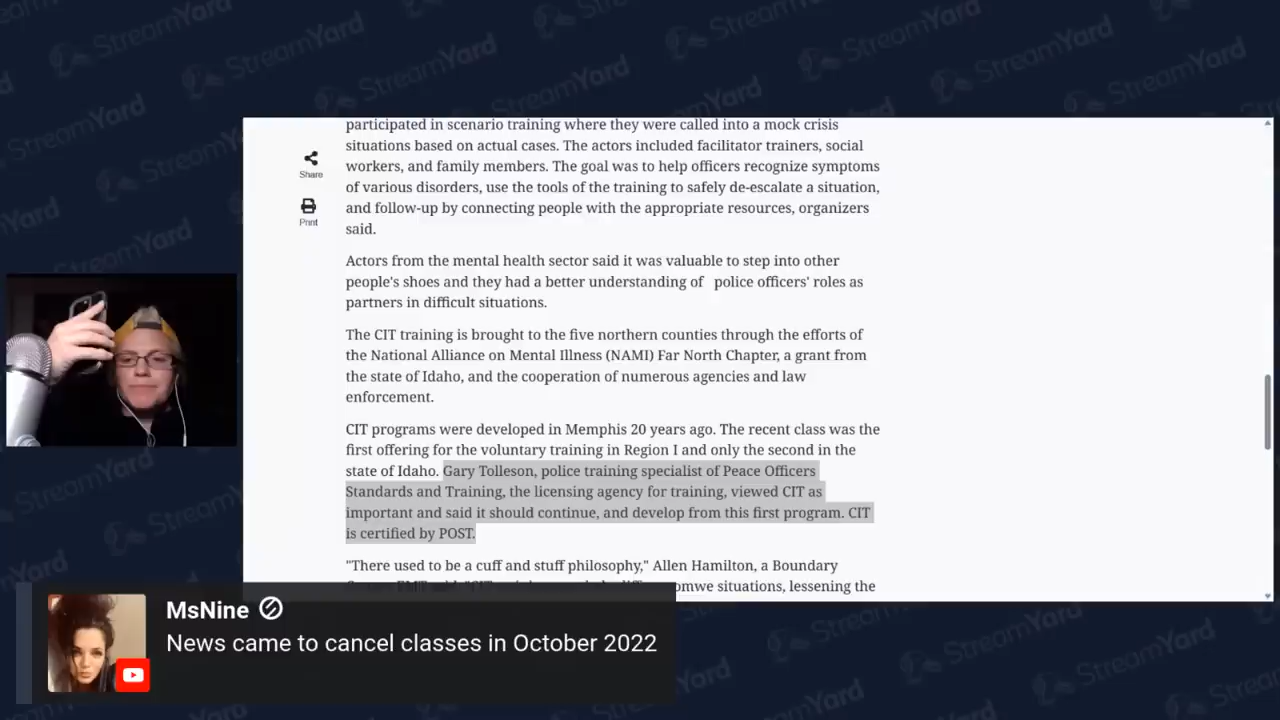 StreamYard
participated in scenario training where they were called into a mock crisis
situations based on actual cases. The actors included facilitator trainers, social
workers, and family members. The goal was to help officers recognize symptoms
of various disorders, use the tools of the training to safely de-escalate a situation,
and follow-up by connecting people with the appropriate resources, organizers
said.
Share
Print
Actors from the mental health sector said it was valuable to step into other
people's shoes and they had a better understanding of police officers' roles as
partners in difficult situations.
The CIT training is brought to the five northern counties through the efforts of
the National Alliance on Mental Illness (NAMI) Far North Chapter, a grant from
the state of Idaho, and the cooperation of numerous agencies and law
enforcement.
CIT programs were developed in Memphis 20 years ago. The recent class was the
first offering for the voluntary training in Region I and only the second in the
state of Idaho. Gary Tolleson, police training specialist of Peace Officers
Standards and Training, the licensing agency for training, viewed CIT as
important and said it should continue, and develop from this first program. CIT
is certified by POST.
"There used to be a cuff and stuff philosophy," Allen Hamilton, a Boundary
situations, lessening the
MsNine
News came to cancel classes in October 2022